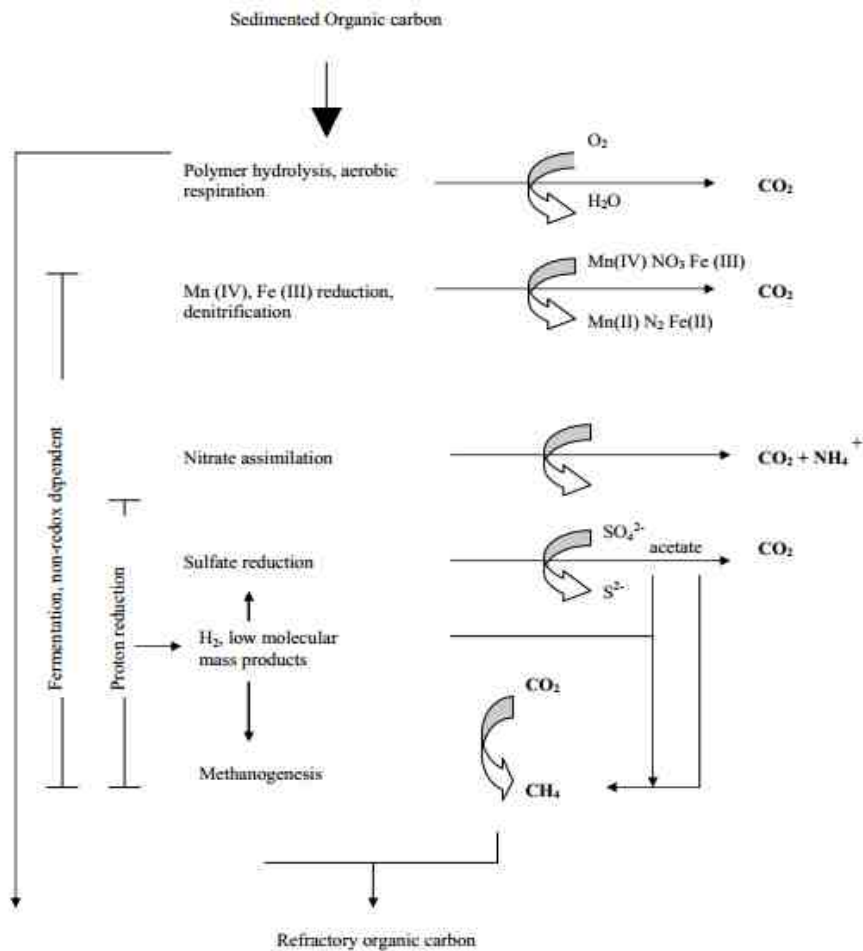 Sedimented Organic carbon
O₂
Polymer hydrolysis, aerobic
respiration
CO₂
H₂O
Mn(IV) NO₃ Fe (III)
Mn (IV), Fe (III) reduction,
denitrification
CO₂
Mn(II) N₂ Fe(II)
Fermentation, non-redox dependent
Nitrate assimilation
CO₂ + NH₄⁺
Proton reduction
SO₄²⁻
acetate
CO₂
Sulfate reduction
S²⁻
H₂, low molecular
mass products
CO₂
Methanogenesis
CH₄
Refractory organic carbon